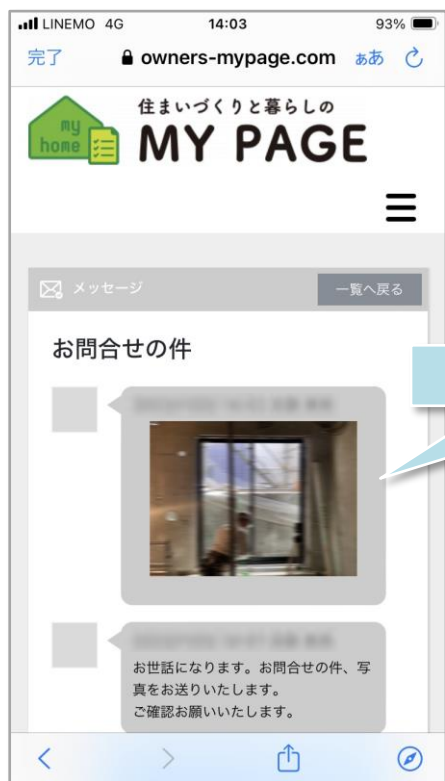 LINEMO 4G 14:03 93%
完了 owners-mypage.com ぁあ
my
home
住まいづくりと暮らしの
MY PAGE
メッセージ 一覧へ戻る
お問合せの件
お世話になります。お問合せの件、写
真をお送りいたします。
ご確認お願いいたします。